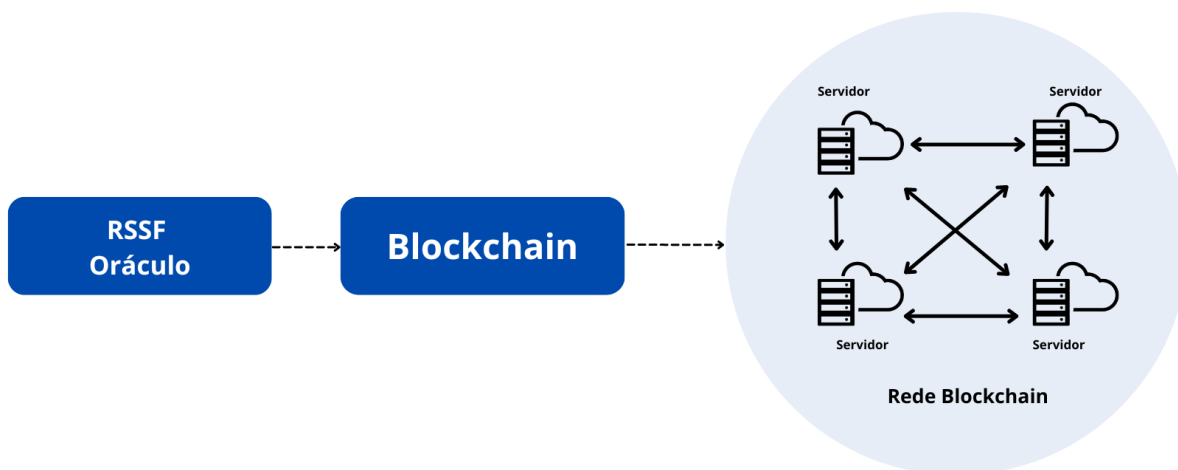 RSSF
Oráculo
Blockchain
Servidor
Servidor
Servidor
Servidor
Rede Blockchain